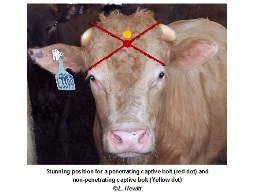 Stunning position for a penetrating captive bolt (red dot) and
non-penetrating captive bolt (Yellow dot)
©L. Hewitt